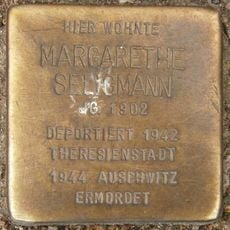 HIER WOHNTE
MARGARETHE
SELIGMANN
JG. 1902
DEPORTIERT 1942
THERESIENSTADT
1944 AUSCHWITZ
ERMORDET